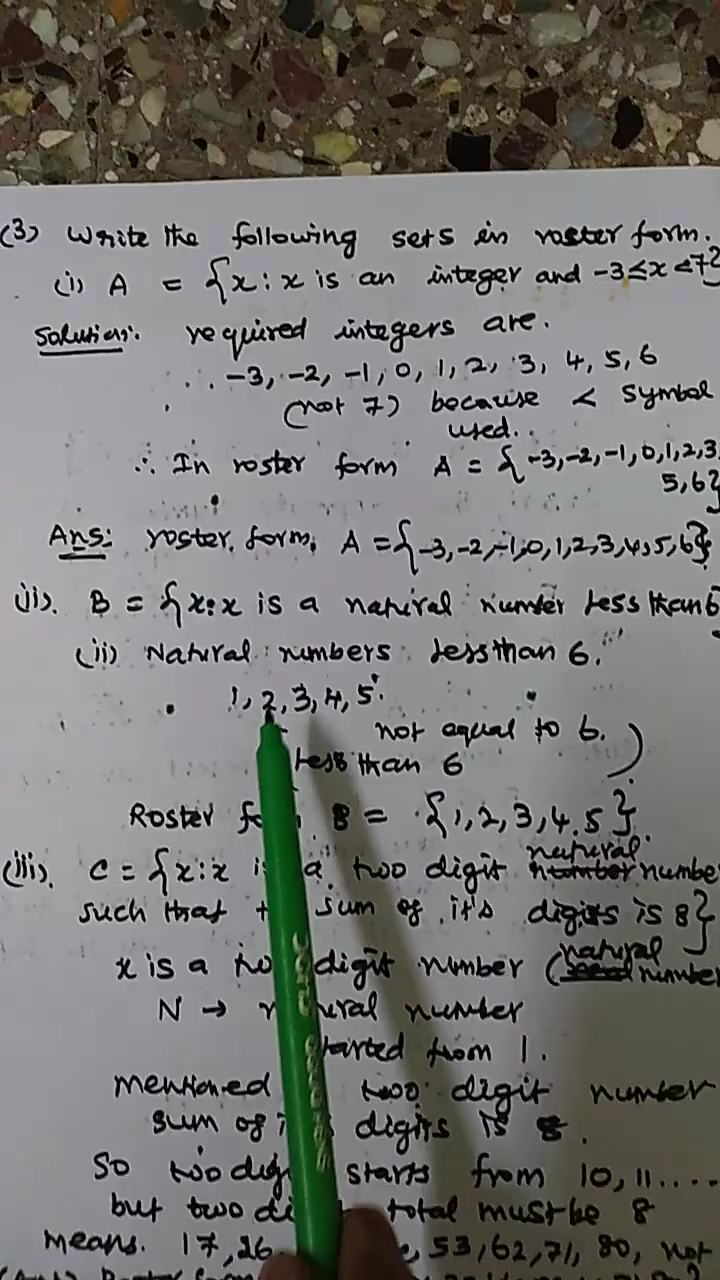 (3) Write the following sets in roster form.
(i) A = {x : x is an integer and -3≤x<7}
Solution: required integers are.
∴ -3, -2, -1, 0, 1, 2, 3, 4, 5, 6
(not 7) because < symbol
used..
∴ In roster form A = {-3,-2,-1,0,1,2,3
5,6}
Ans: roster form, A = {-3,-2,-1,0,1,2,3,4,5,6}
(ii). B = {x:x is a natural number less than 6
(ii) Natural numbers less than 6.
1, 2, 3, 4, 5.
not equal to 6. )
less than 6
Roster B = {1,2,3,4.5}
(iii). C = {x:x a two digit natural number
such that sum of it's digits is 8}
x is a digit number (natural number
N → number
from 1.
mentioned two digit number
sum of digits is 8.
So two starts from 10, 11....
but two total must be 8
means. 17, 26 , 53, 62, 71, 80, not